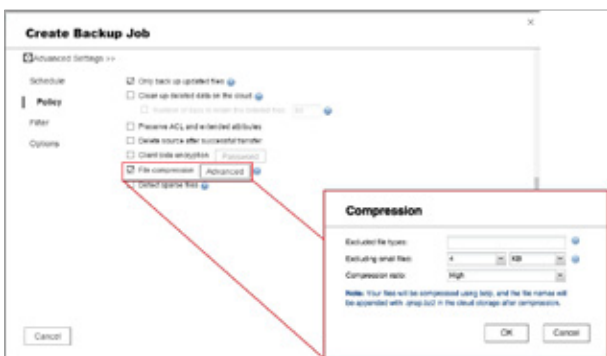 Create Backup Job
Advanced Settings >>
Schedule
Policy
Filter
Options
Only back up updated files
Clean up deleted data on the cloud
Preserve ACL and extended attributes
Delete source after successful transfer
Client side encryption Password
File compression Advanced
Detect sparse files
Compression
Excluded file types:
Excluding small files: 4 KB
Compression ratio: High
Note: Your files will be compressed using bzip, and the file names will
be appended with .qnap.bz2 in the cloud storage after compression.
OK Cancel
Cancel